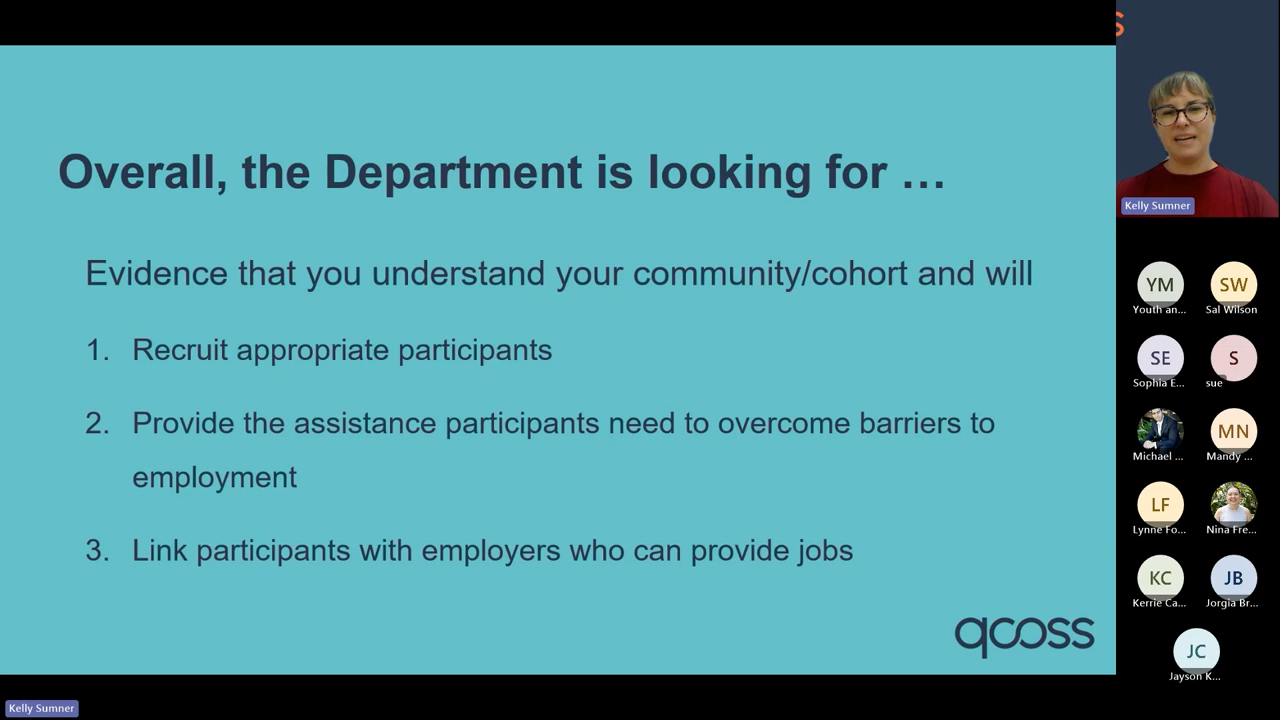 Overall, the Department is looking for …
Evidence that you understand your community/cohort and will
1. Recruit appropriate participants
2. Provide the assistance participants need to overcome barriers to
employment
3. Link participants with employers who can provide jobs
qcoss
Kelly Sumner
S
Kelly Sumner
YM
SW
Youth an...
Sal Wilson
SE
S
Sophia E...
sue
Michael ...
MN
Mandy ...
LF
Lynne Fo...
Nina Fre...
KC
JB
Kerrie Ca...
Jorgia Br...
JC
Jayson K...